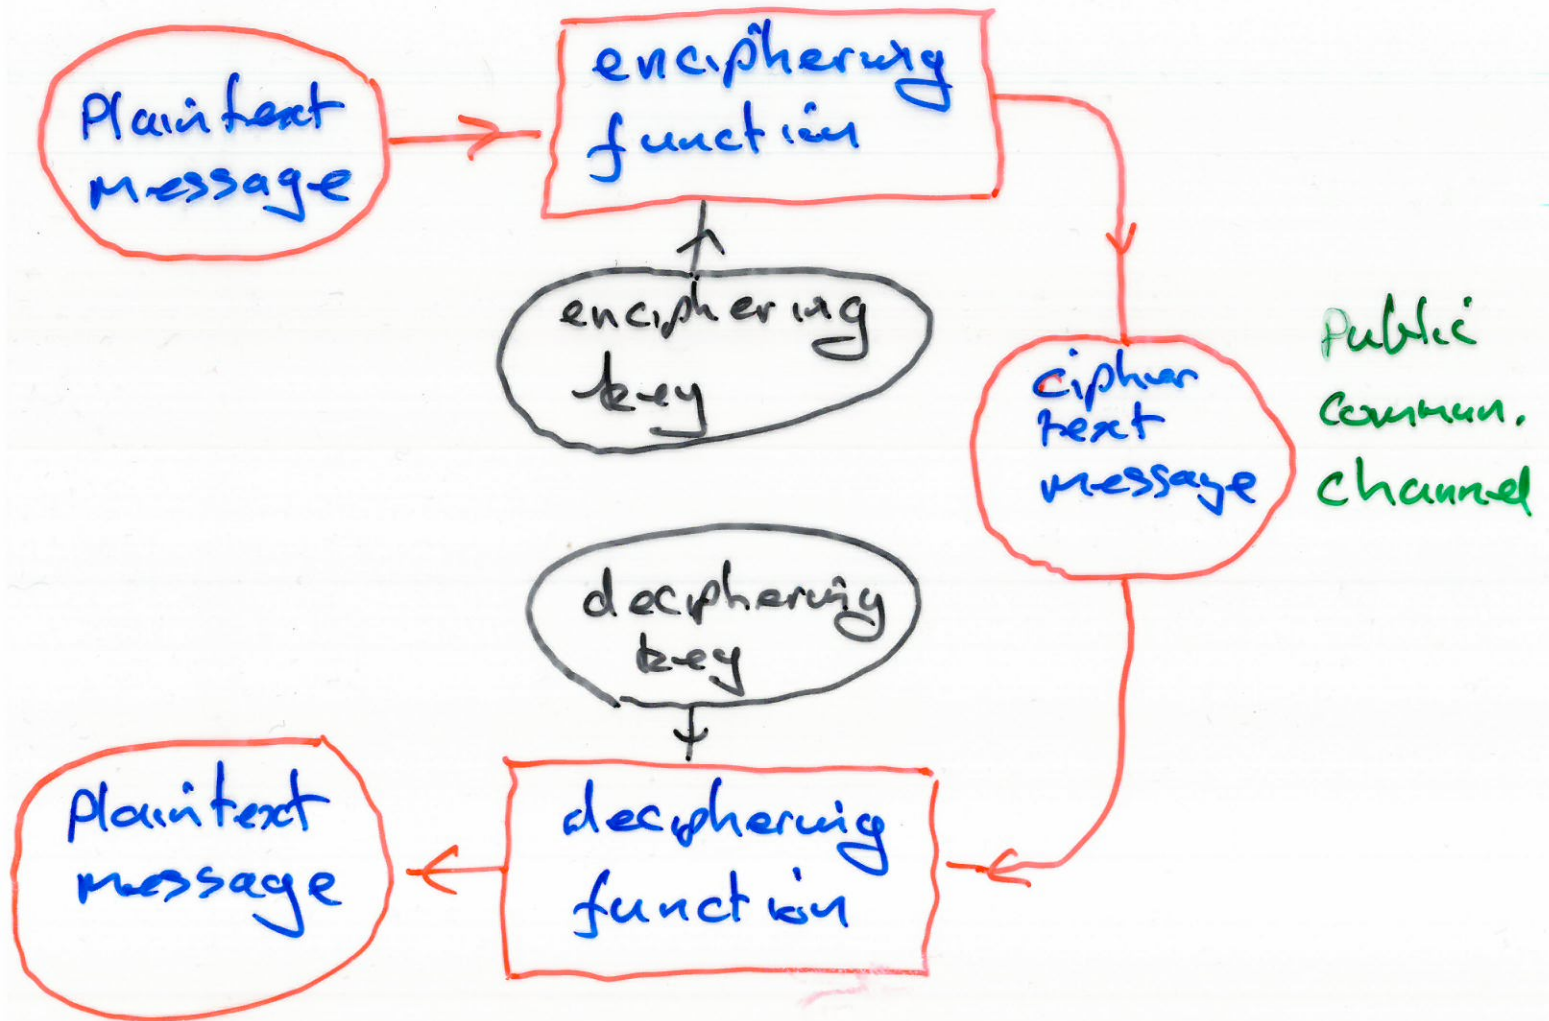 Plaintext
message
enciphering
function
enciphering
key
cipher
text
message
Public
commun.
channel
deciphering
key
deciphering
function
Plaintext
message